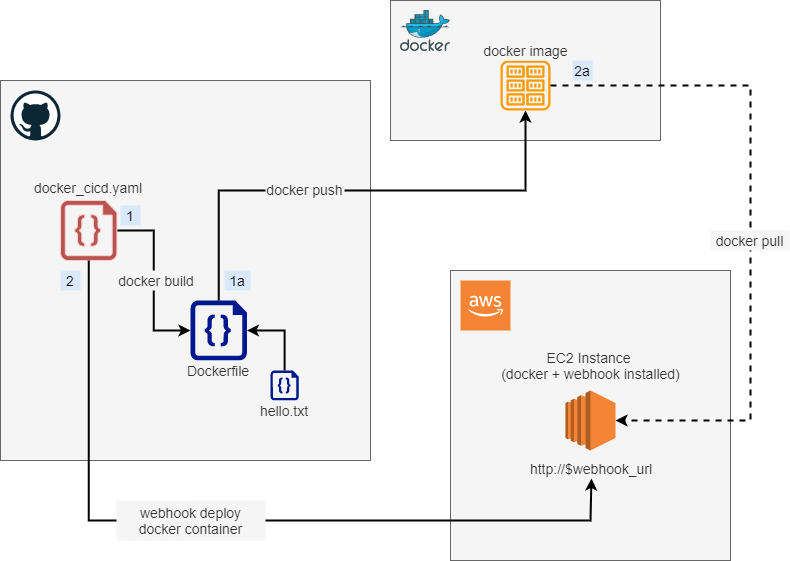 docker
docker image
2a
docker_cicd.yaml
1
docker push
2
docker build
1a
docker pull
Dockerfile
hello.txt
aws
EC2 Instance
(docker + webhook installed)
http://$webhook_url
webhook deploy
docker container